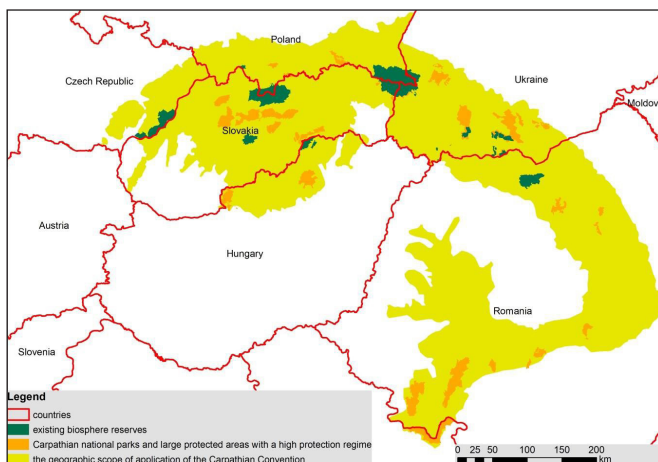 Poland
Czech Republic
Ukraine
Moldov
Slovakia
Austria
Hungary
Romania
Slovenia
Legend
countries
existing biosphere reserves
Carpathian national parks and large protected areas with a high protection regime
the geographic scope of application of the Carpathian Convention
0 25 50 100 150 200
km